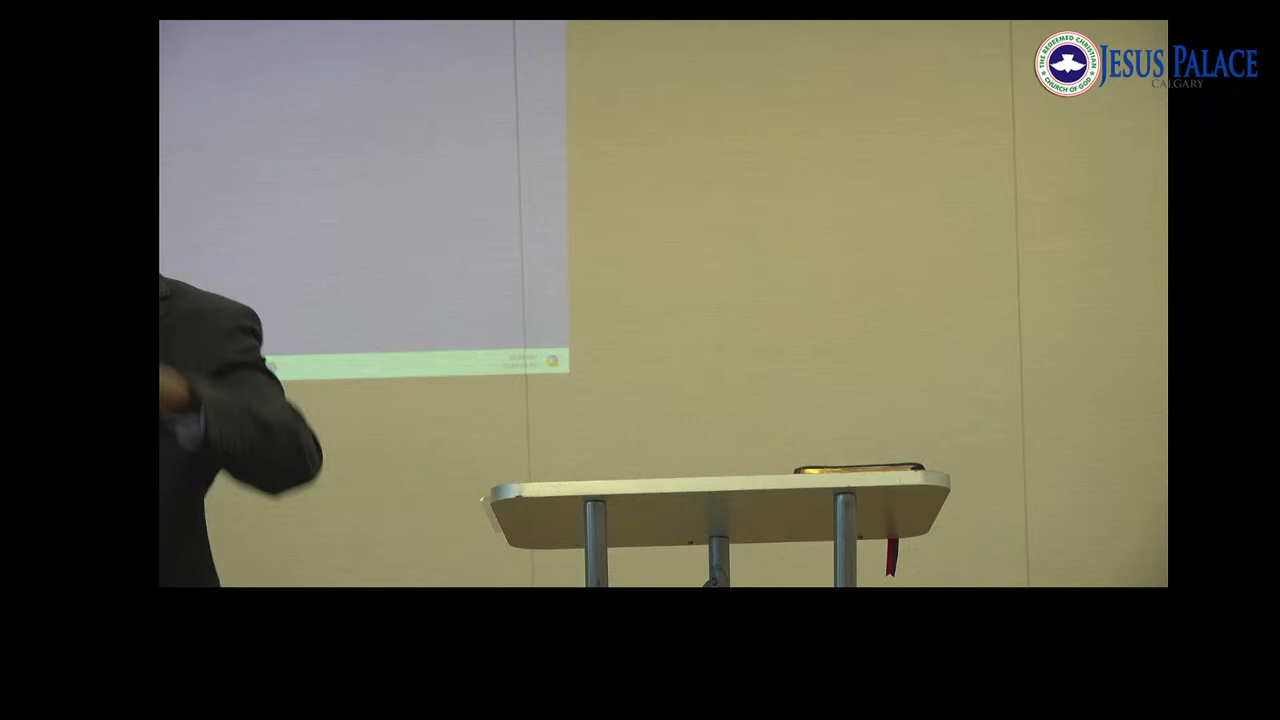 THE REDEEMED CHRISTIAN
CHURCH OF GOD
JESUS PALACE
CALGARY